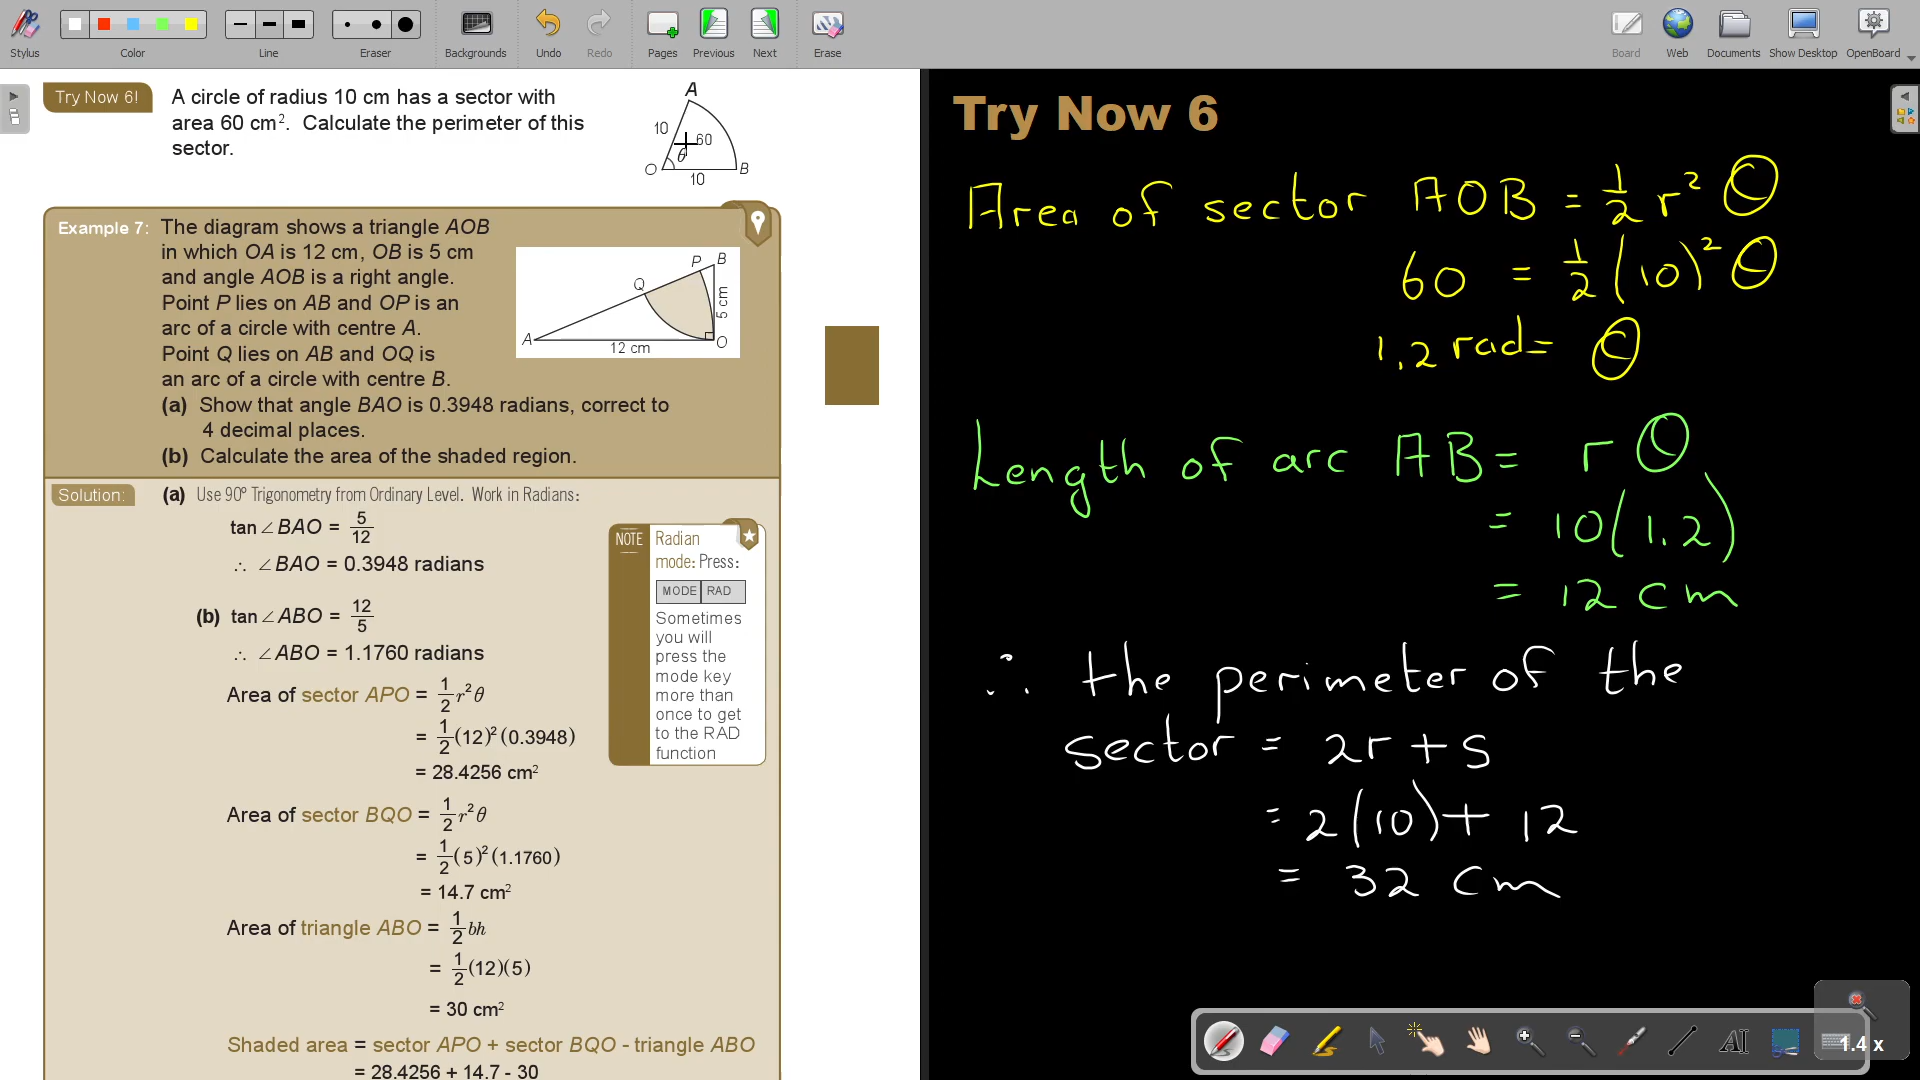 Stylus
Color
Line
Eraser
Backgrounds
Undo
Redo
Pages
Previous
Next
Erase
Board
Web
Documents
Show Desktop
OpenBoard
Try Now 6!
A circle of radius 10 cm has a sector with
area 60 cm². Calculate the perimeter of this
sector.
A
10
60
θ
O
B
10
Example 7:
The diagram shows a triangle AOB
in which OA is 12 cm, OB is 5 cm
and angle AOB is a right angle.
Point P lies on AB and OP is an
arc of a circle with centre A.
Point Q lies on AB and OQ is
an arc of a circle with centre B.
(a) Show that angle BAO is 0.3948 radians, correct to
4 decimal places.
(b) Calculate the area of the shaded region.
P
B
Q
5 cm
A
12 cm
O
Solution:
(a) Use 90° Trigonometry from Ordinary Level. Work in Radians:
tan∠BAO = 5/12
∴ ∠BAO = 0.3948 radians
(b) tan∠ABO = 12/5
∴ ∠ABO = 1.1760 radians
Area of sector APO = 1/2 r²θ
= 1/2 (12)² (0.3948)
= 28.4256 cm²
Area of sector BQO = 1/2 r²θ
= 1/2 (5)² (1.1760)
= 14.7 cm²
Area of triangle ABO = 1/2 bh
= 1/2 (12)(5)
= 30 cm²
Shaded area = sector APO + sector BQO - triangle ABO
= 28.4256 + 14.7 - 30
NOTE
Radian
mode: Press:
MODE RAD
Sometimes
you will
press the
mode key
more than
once to get
to the RAD
function
Try Now 6
Area of sector AOB = 1/2 r² θ
60 = 1/2 (10)² θ
1.2 rad = θ
Length of arc AB = r θ
= 10(1.2)
= 12 cm
∴ the perimeter of the
sector = 2r + s
= 2(10) + 12
= 32 cm
AI
1.4 x